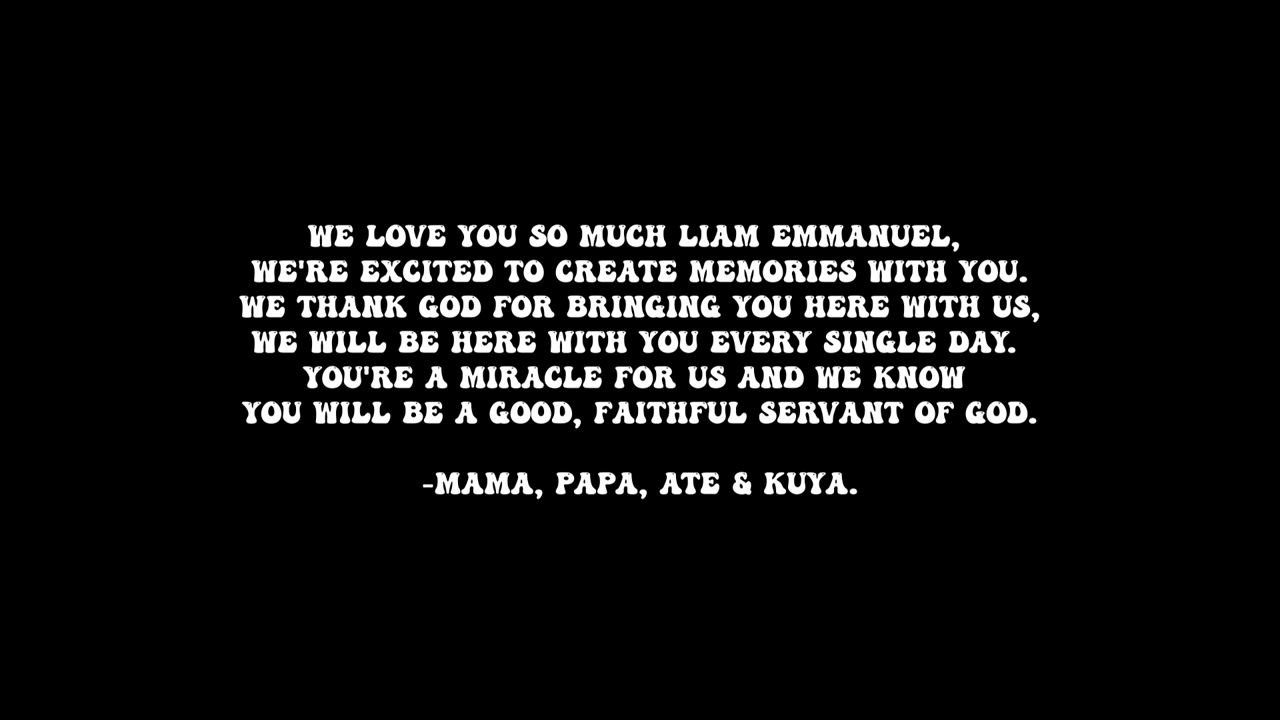 WE LOVE YOU SO MUCH LIAM EMMANUEL,
WE'RE EXCITED TO CREATE MEMORIES WITH YOU.
WE THANK GOD FOR BRINGING YOU HERE WITH US,
WE WILL BE HERE WITH YOU EVERY SINGLE DAY.
YOU'RE A MIRACLE FOR US AND WE KNOW
YOU WILL BE A GOOD, FAITHFUL SERVANT OF GOD.
-MAMA, PAPA, ATE & KUYA.